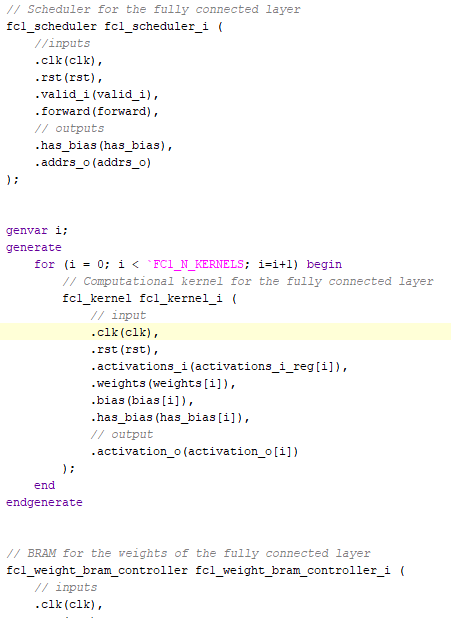 // Scheduler for the fully connected layer
fc1_scheduler fc1_scheduler_i (
//inputs
.clk(clk),
.rst(rst),
.valid_i(valid_i),
.forward(forward),
// outputs
.has_bias(has_bias),
.addrs_o(addrs_o)
);
genvar i;
generate
for (i = 0; i < `FC1_N_KERNELS; i=i+1) begin
// Computational kernel for the fully connected layer
fc1_kernel fc1_kernel_i (
// input
.clk(clk),
.rst(rst),
.activations_i(activations_i_reg[i]),
.weights(weights[i]),
.bias(bias[i]),
.has_bias(has_bias[i]),
// output
.activation_o(activation_o[i])
);
end
endgenerate
// BRAM for the weights of the fully connected layer
fc1_weight_bram_controller fc1_weight_bram_controller_i (
// inputs
.clk(clk),